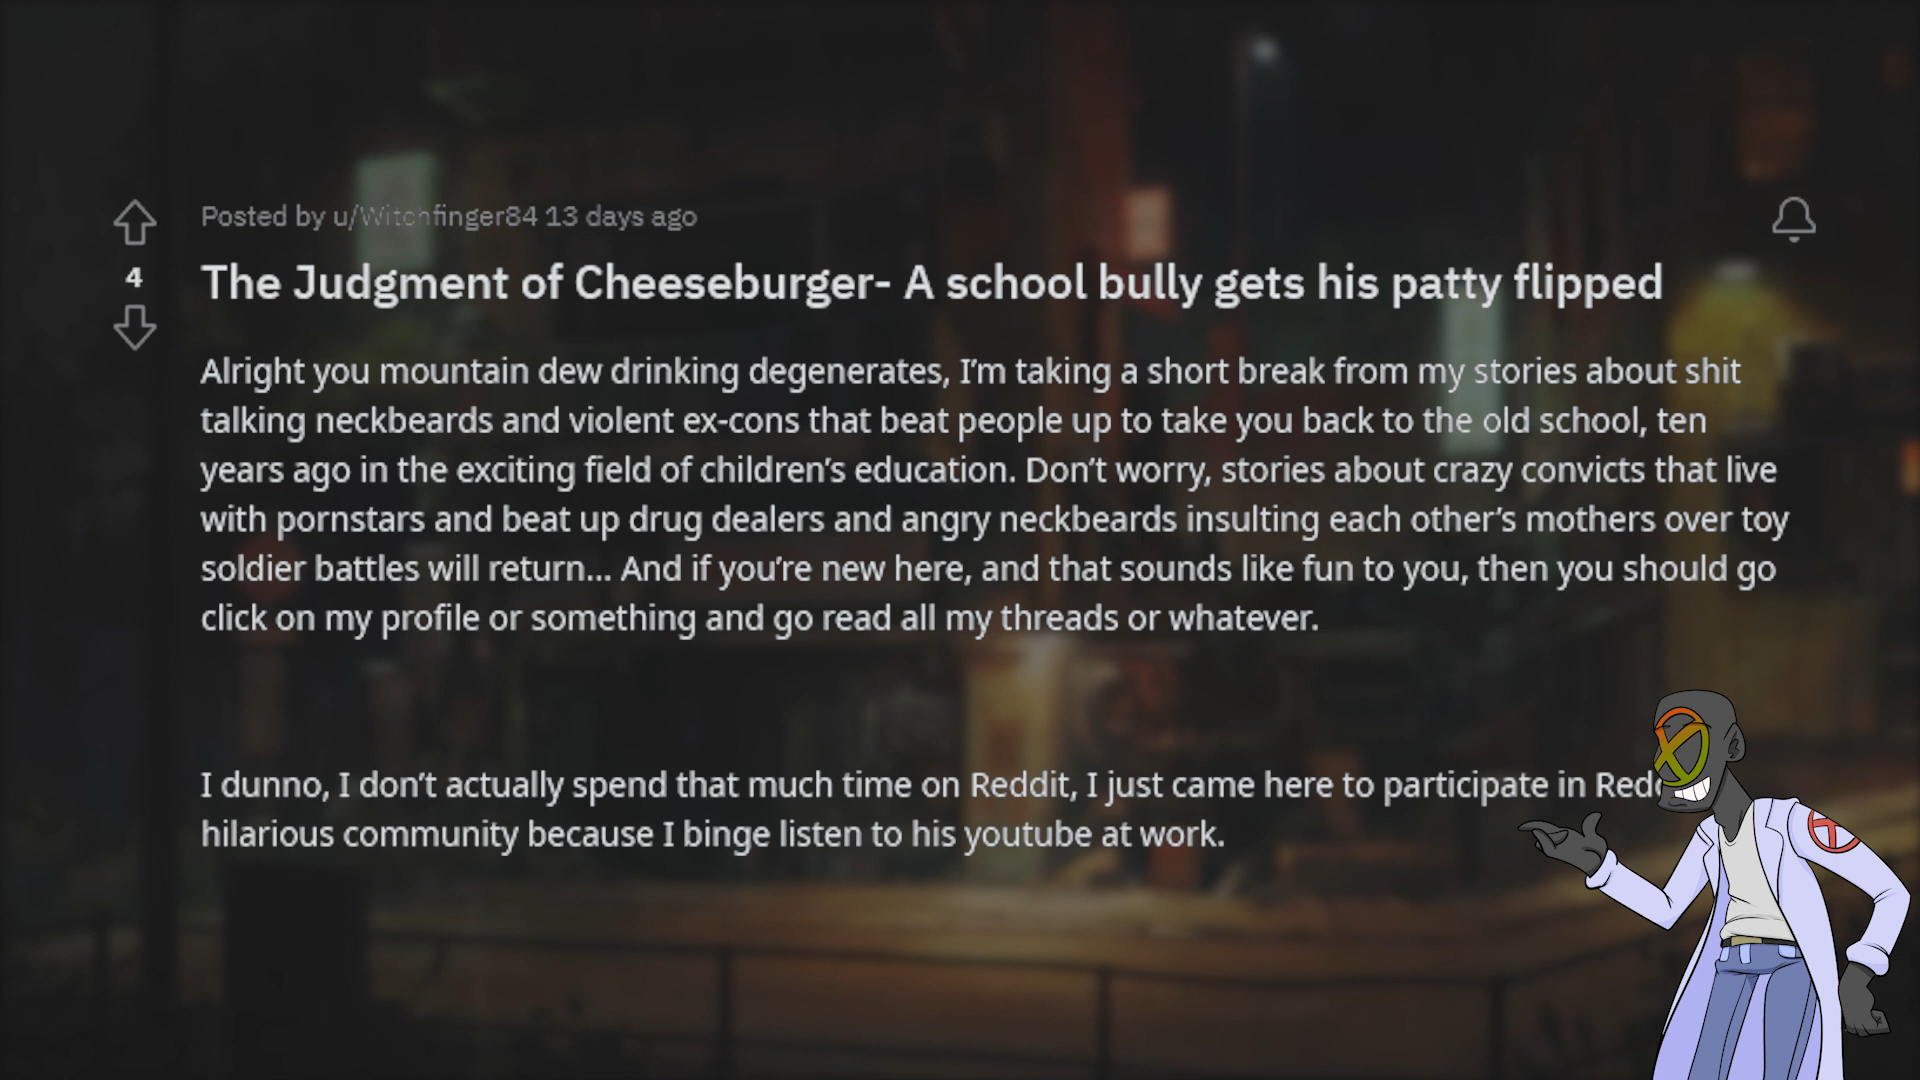 Posted by u/Witchfinger84 13 days ago
4
The Judgment of Cheeseburger- A school bully gets his patty flipped
Alright you mountain dew drinking degenerates, I'm taking a short break from my stories about shit
talking neckbeards and violent ex-cons that beat people up to take you back to the old school, ten
years ago in the exciting field of children's education. Don't worry, stories about crazy convicts that live
with pornstars and beat up drug dealers and angry neckbeards insulting each other's mothers over toy
soldier battles will return... And if you're new here, and that sounds like fun to you, then you should go
click on my profile or something and go read all my threads or whatever.
I dunno, I don't actually spend that much time on Reddit, I just came here to participate in
hilarious community because I binge listen to his youtube at work.